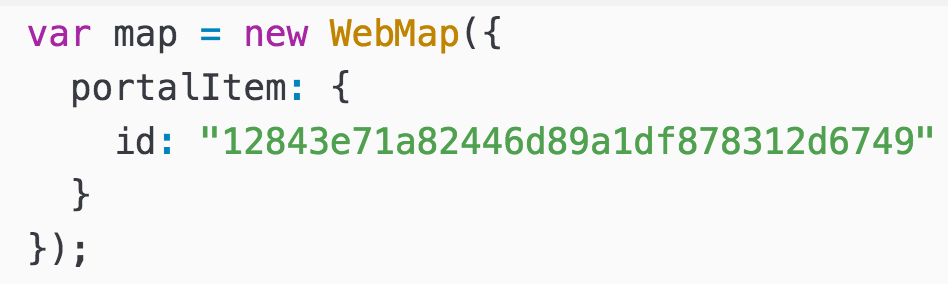 var map = new WebMap({
  portalItem: {
    id: "12843e71a82446d89a1df878312d6749"
  }
});